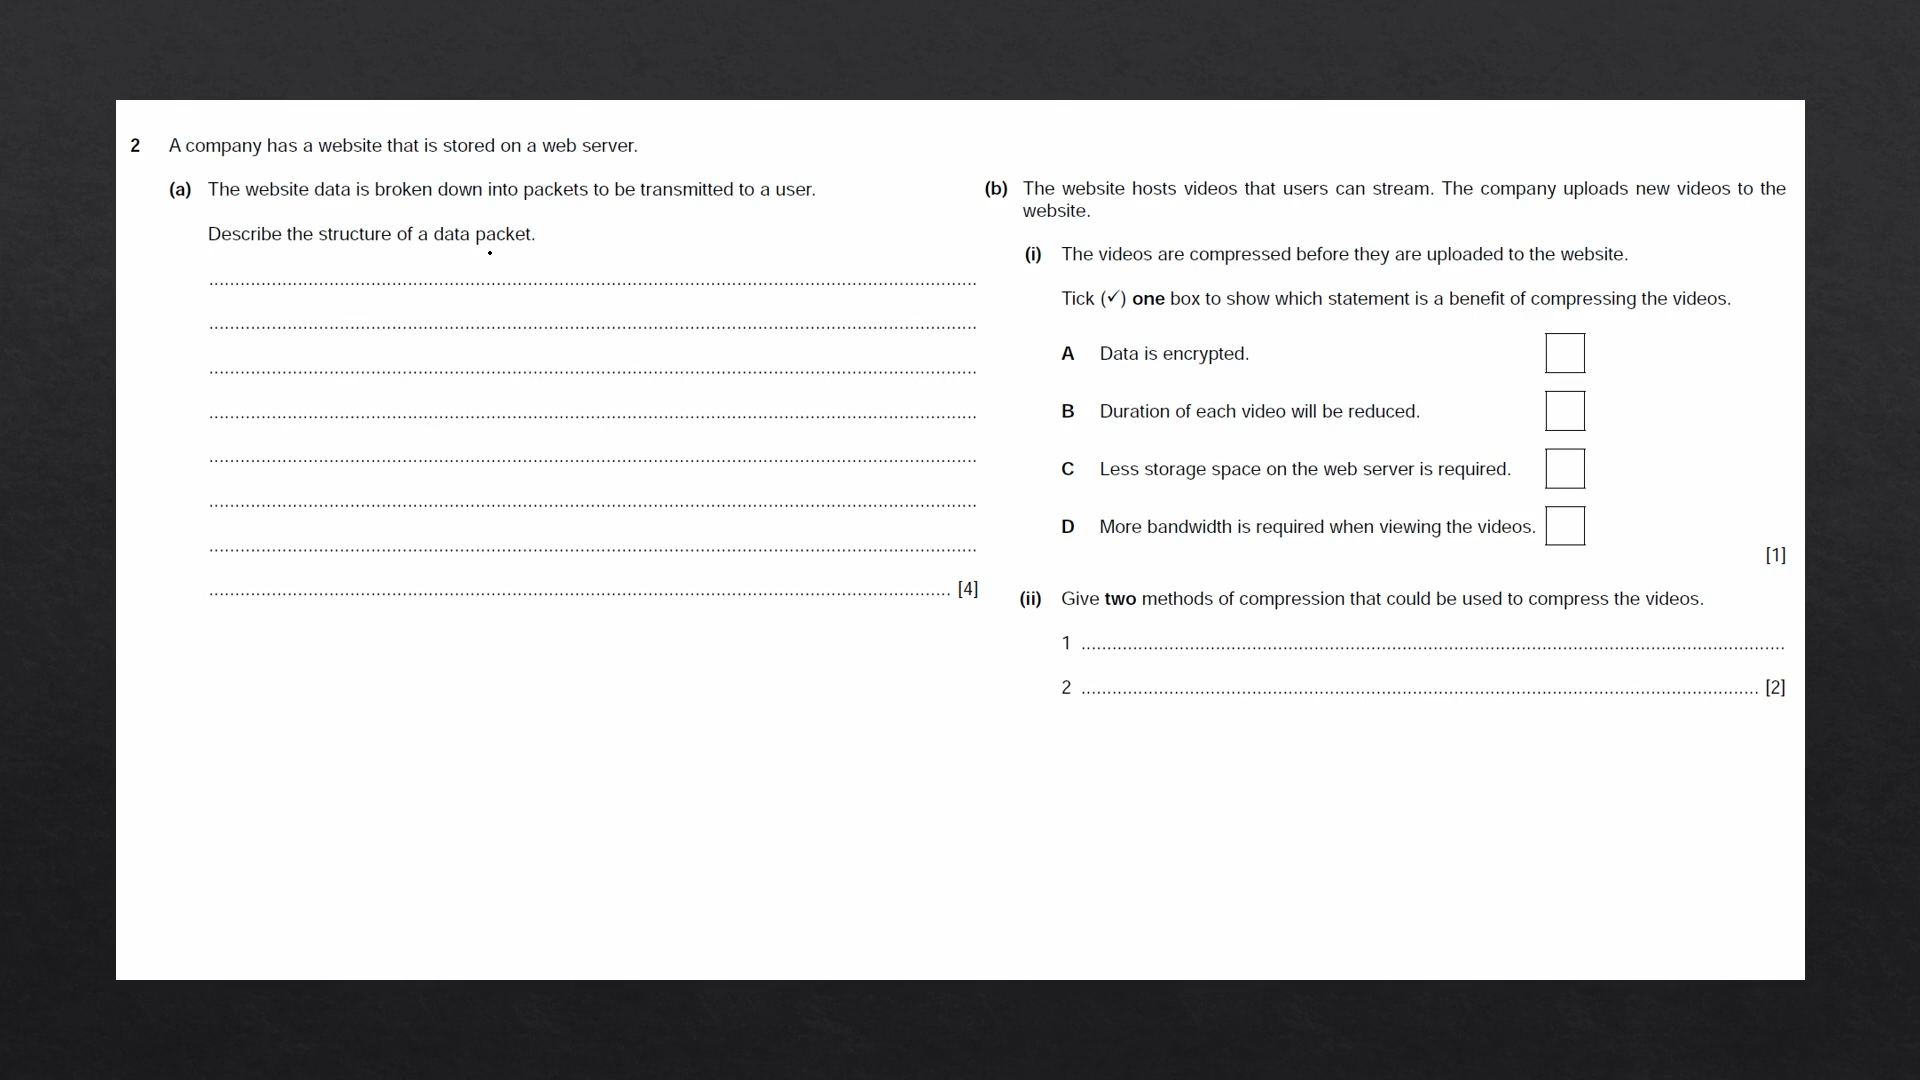 2 A company has a website that is stored on a web server.
(a) The website data is broken down into packets to be transmitted to a user.
Describe the structure of a data packet.
................................................................................
................................................................................
................................................................................
................................................................................
................................................................................
................................................................................
................................................................................
................................................................................ [4]
(b) The website hosts videos that users can stream. The company uploads new videos to the
website.
(i) The videos are compressed before they are uploaded to the website.
Tick (✓) one box to show which statement is a benefit of compressing the videos.
A Data is encrypted.
B Duration of each video will be reduced.
C Less storage space on the web server is required.
D More bandwidth is required when viewing the videos.
[1]
(ii) Give two methods of compression that could be used to compress the videos.
1 ................................................................................
2 ................................................................................ [2]